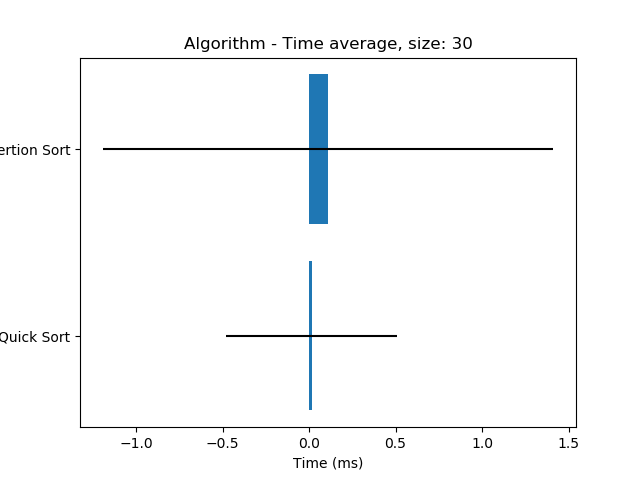 Algorithm - Time average, size: 30
ertion Sort
Quick Sort
−1.0 −0.5 0.0 0.5 1.0 1.5
Time (ms)